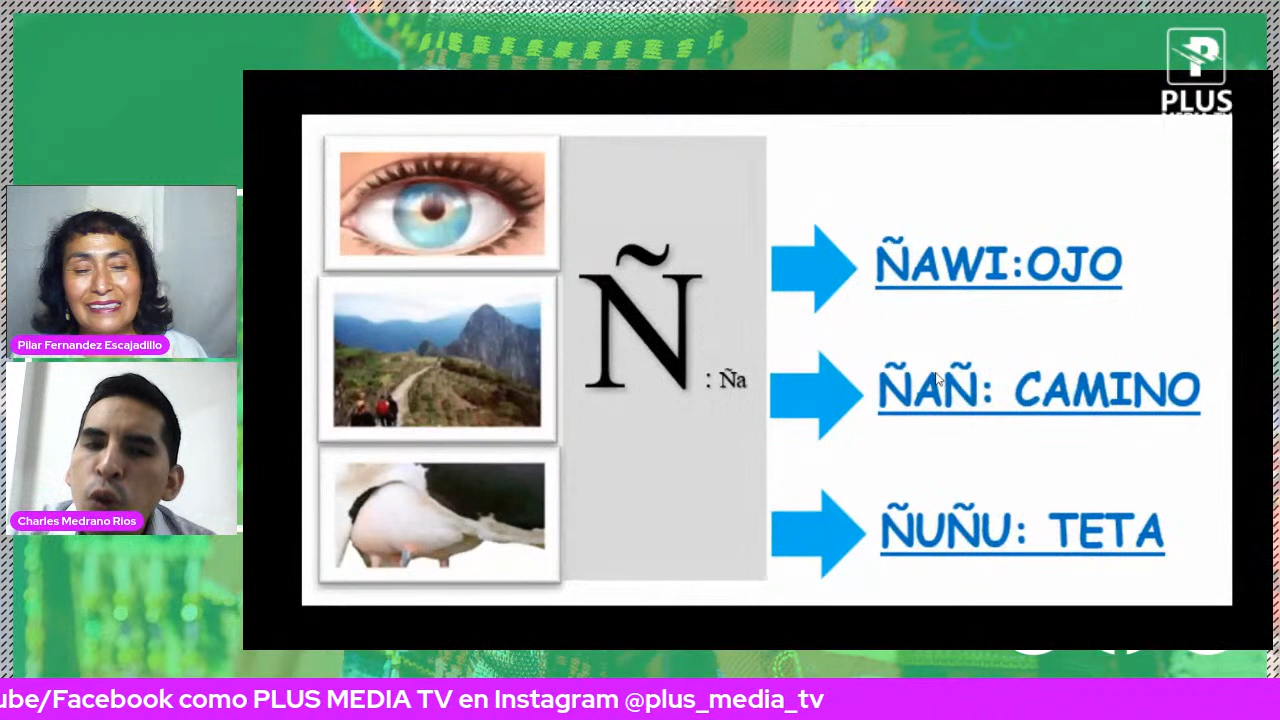 PLUS
Ñ
: Ña
ÑAWI:OJO
ÑAÑ: CAMINO
ÑUÑU: TETA
Pilar Fernandez Escajadillo
Charles Medrano Rios
ube/Facebook como PLUS MEDIA TV en Instagram @plus_media_tv